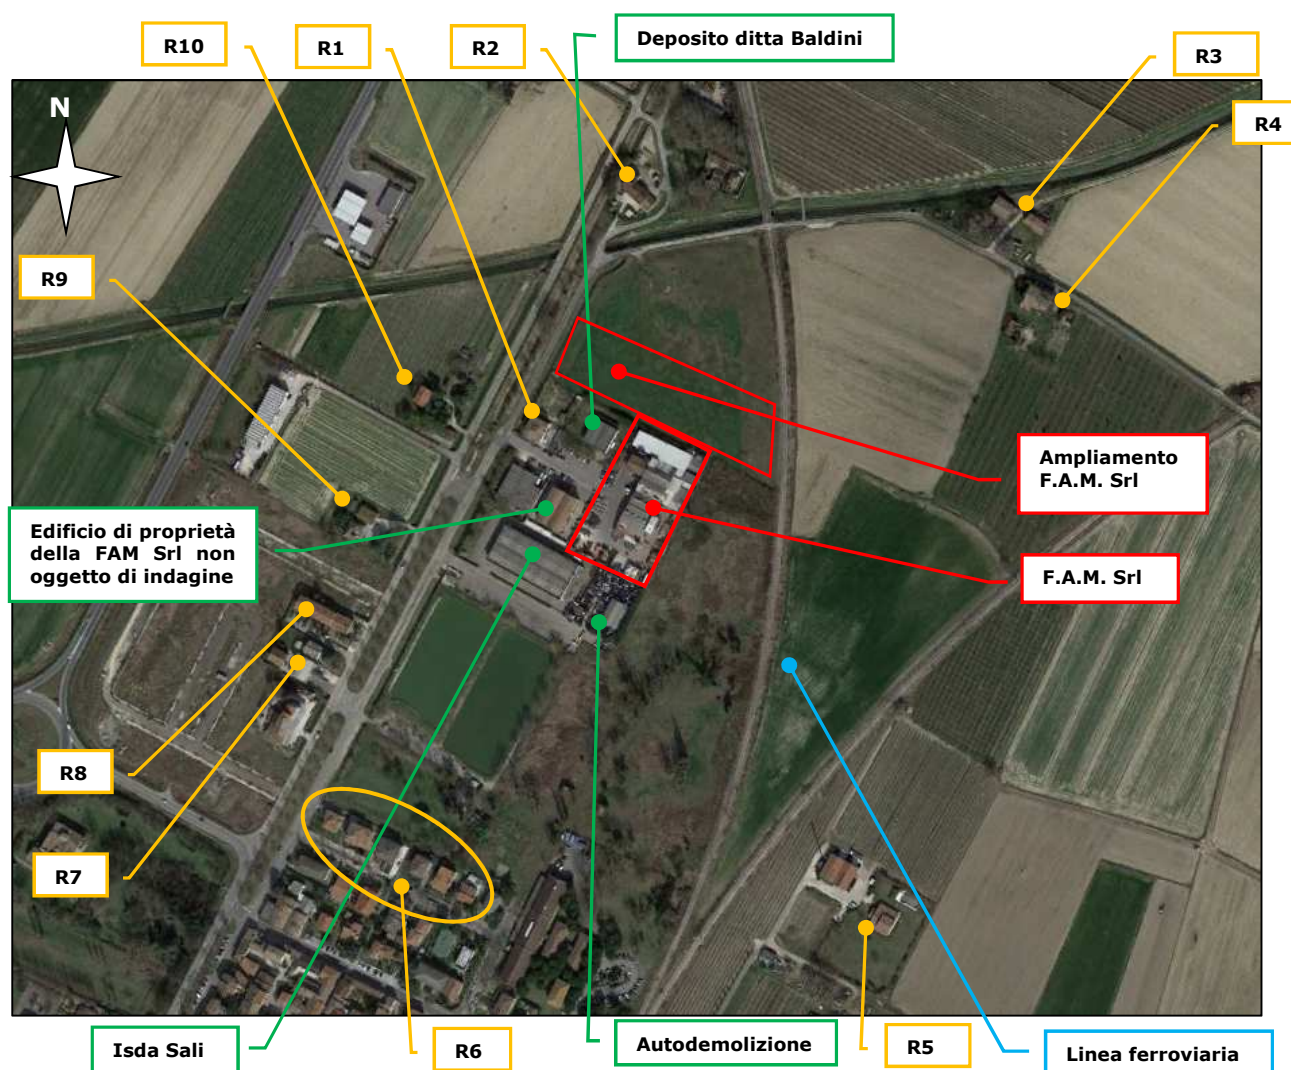 Deposito ditta Baldini
R10
R1
R2
R3
R4
N
R9
Ampliamento
F.A.M. Srl
Edificio di proprietà
della FAM Srl non
oggetto di indagine
F.A.M. Srl
R8
R7
Isda Sali
R6
Autodemolizione
R5
Linea ferroviaria